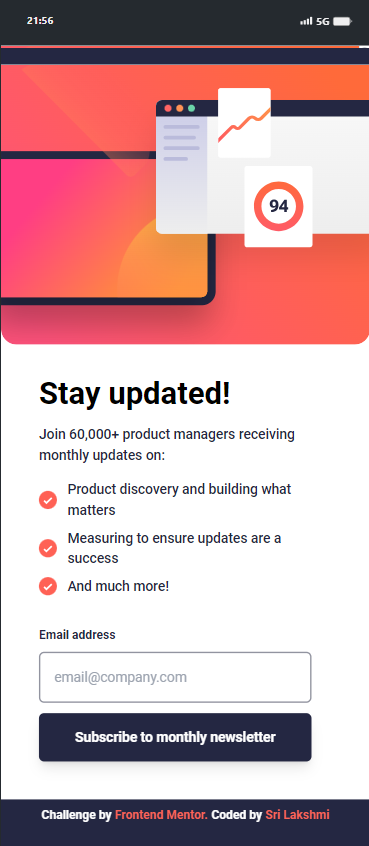 21:56
5G
94
Stay updated!
Join 60,000+ product managers receiving
monthly updates on:
Product discovery and building what
matters
Measuring to ensure updates are a
success
And much more!
Email address
email@company.com
Subscribe to monthly newsletter
Challenge by Frontend Mentor. Coded by Sri Lakshmi